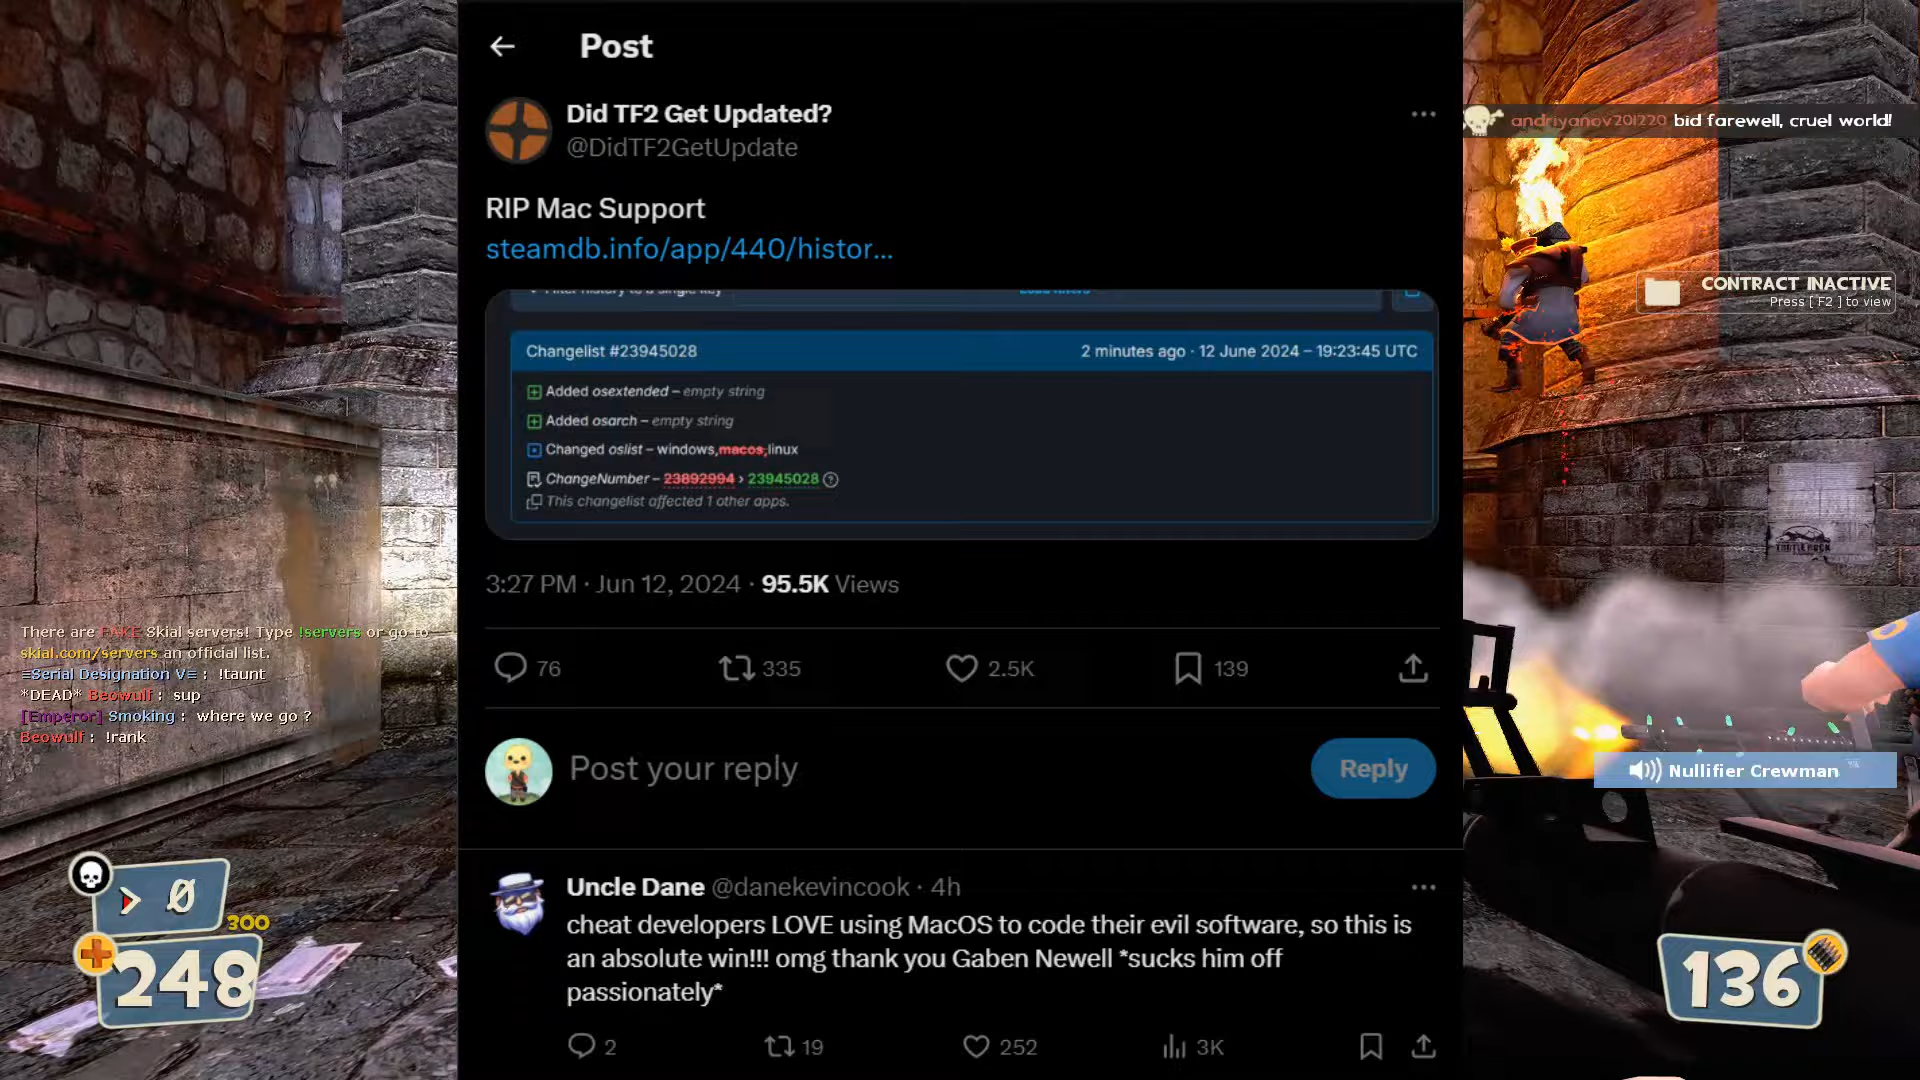 Post
Did TF2 Get Updated?
@DidTF2GetUpdate
RIP Mac Support
steamdb.info/app/440/histor...
Changelist #23945028
2 minutes ago · 12 June 2024 – 19:23:45 UTC
Added osextended – empty string
Added osarch – empty string
Changed oslist – windows,macos,linux
ChangeNumber – 23892994 › 23945028
This changelist affected 1 other apps.
3:27 PM · Jun 12, 2024 · 95.5K Views
76 335 2.5K 139
Post your reply
Reply
Uncle Dane @danekevincook · 4h
cheat developers LOVE using MacOS to code their evil software, so this is
an absolute win!!! omg thank you Gaben Newell *sucks him off
passionately*
2 19 252 3K
andriyanov201220 bid farewell, cruel world!
CONTRACT INACTIVE
Press [ F2 ] to view
There are FAKE Skial servers! Type !servers or go to
skial.com/servers an official list.
≡Serial Designation V≡ : !taunt
*DEAD* Beowulf : sup
[Emperor] Smoking : where we go ?
Beowulf : !rank
Nullifier Crewman
0
300
248
136